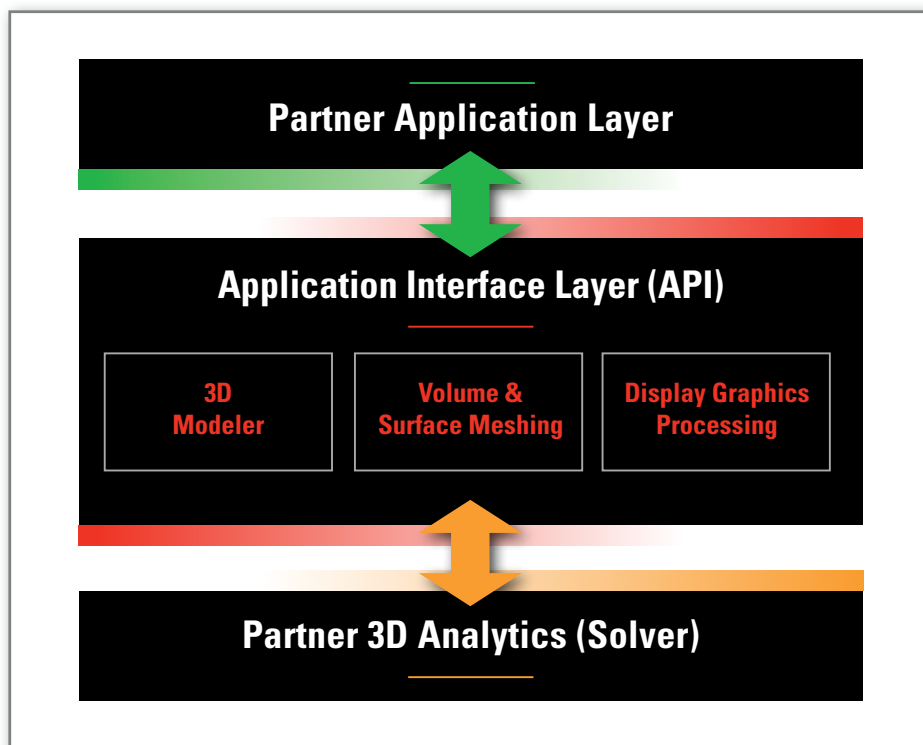 Partner Application Layer
Application Interface Layer (API)
3D
Modeler
Volume &
Surface Meshing
Display Graphics
Processing
Partner 3D Analytics (Solver)